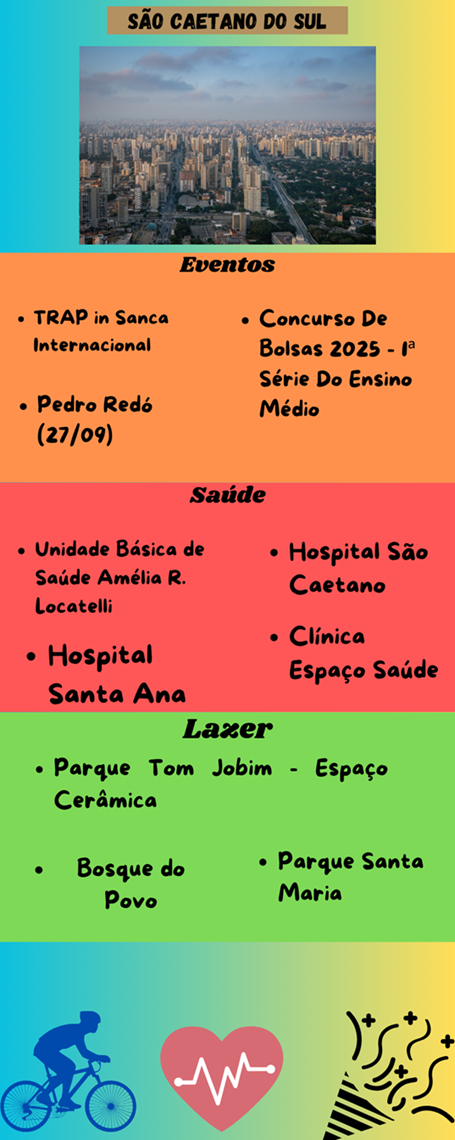 SÃO CAETANO DO SUL
Eventos
TRAP in Sanca
Internacional
Pedro Redó
(27/09)
Concurso De
Bolsas 2025 - 1ª
Série Do Ensino
Médio
Saúde
Unidade Básica de
Saúde Amélia R.
Locatelli
Hospital
Santa Ana
Hospital São
Caetano
Clínica
Espaço Saúde
Lazer
Parque Tom Jobim - Espaço
Cerâmica
Bosque do
Povo
Parque Santa
Maria